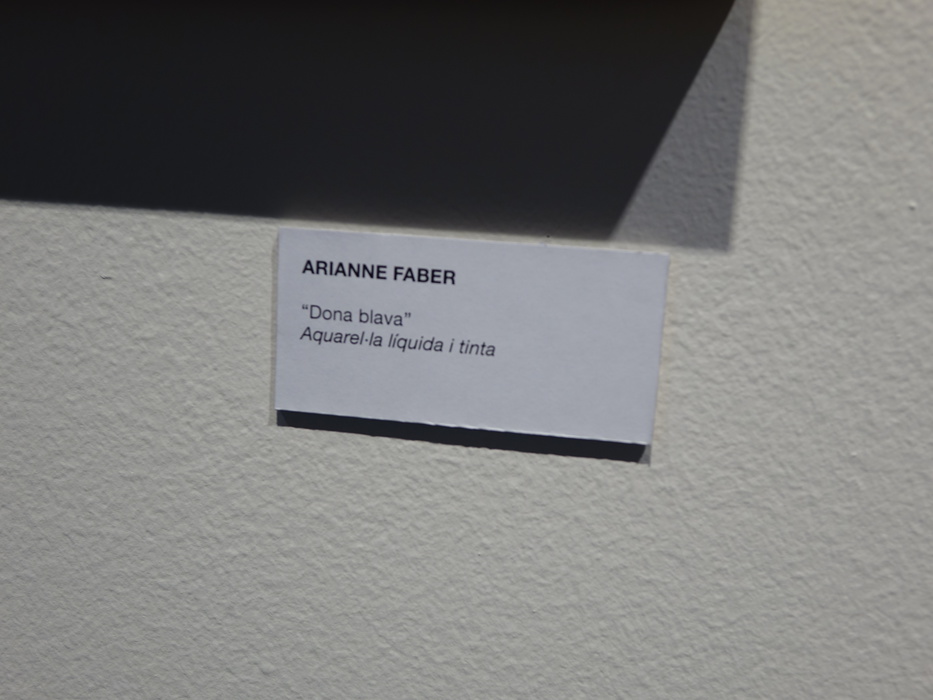 ARIANNE FABER
“Dona blava”
Aquarel·la líquida i tinta